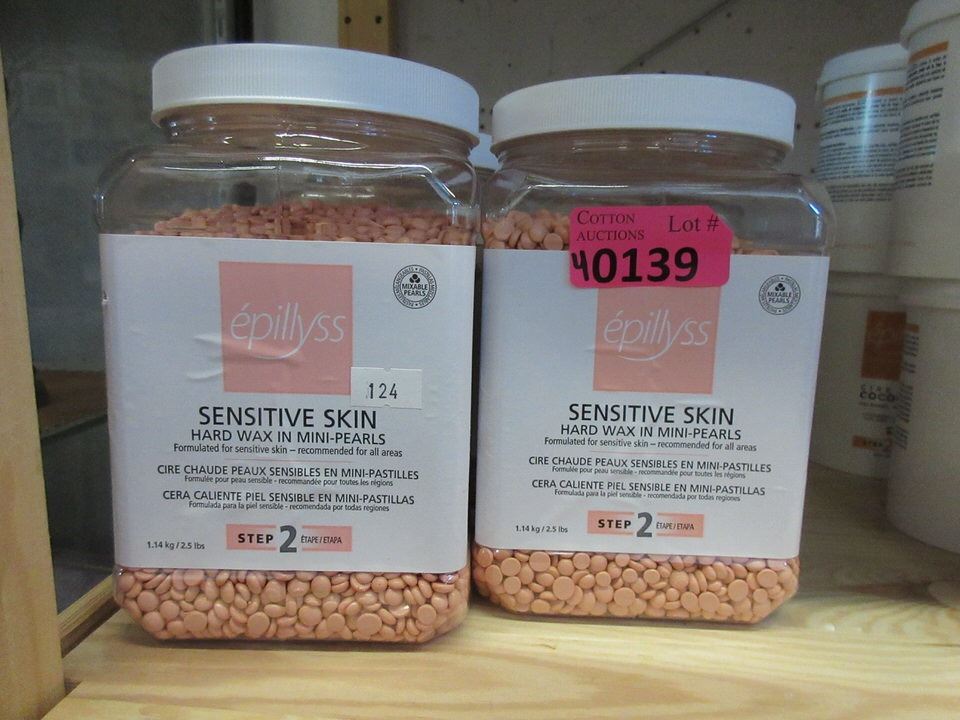 épillyss
MIXABLE
PEARLS
124
SENSITIVE SKIN
HARD WAX IN MINI-PEARLS
Formulated for sensitive skin – recommended for all areas
CIRE CHAUDE PEAUX SENSIBLES EN MINI-PASTILLES
Formulée pour peau sensible - recommandée pour toutes les régions
CERA CALIENTE PIEL SENSIBLE EN MINI-PASTILLAS
Formulada para la piel sensible - recomendada por todas regiones
STEP 2 ÉTAPE / ETAPA
1.14 kg / 2.5 lbs
COTTON
AUCTIONS
Lot #
40139
épillyss
MIXABLE
PEARLS
SENSITIVE SKIN
HARD WAX IN MINI-PEARLS
Formulated for sensitive skin – recommended for all areas
CIRE CHAUDE PEAUX SENSIBLES EN MINI-PASTILLES
Formulée pour peau sensible - recommandée pour toutes les régions
CERA CALIENTE PIEL SENSIBLE EN MINI-PASTILLAS
Formulada para la piel sensible - recomendada por todas regiones
STEP 2 ÉTAPE / ETAPA
1.14 kg / 2.5 lbs
CIRE
COCO